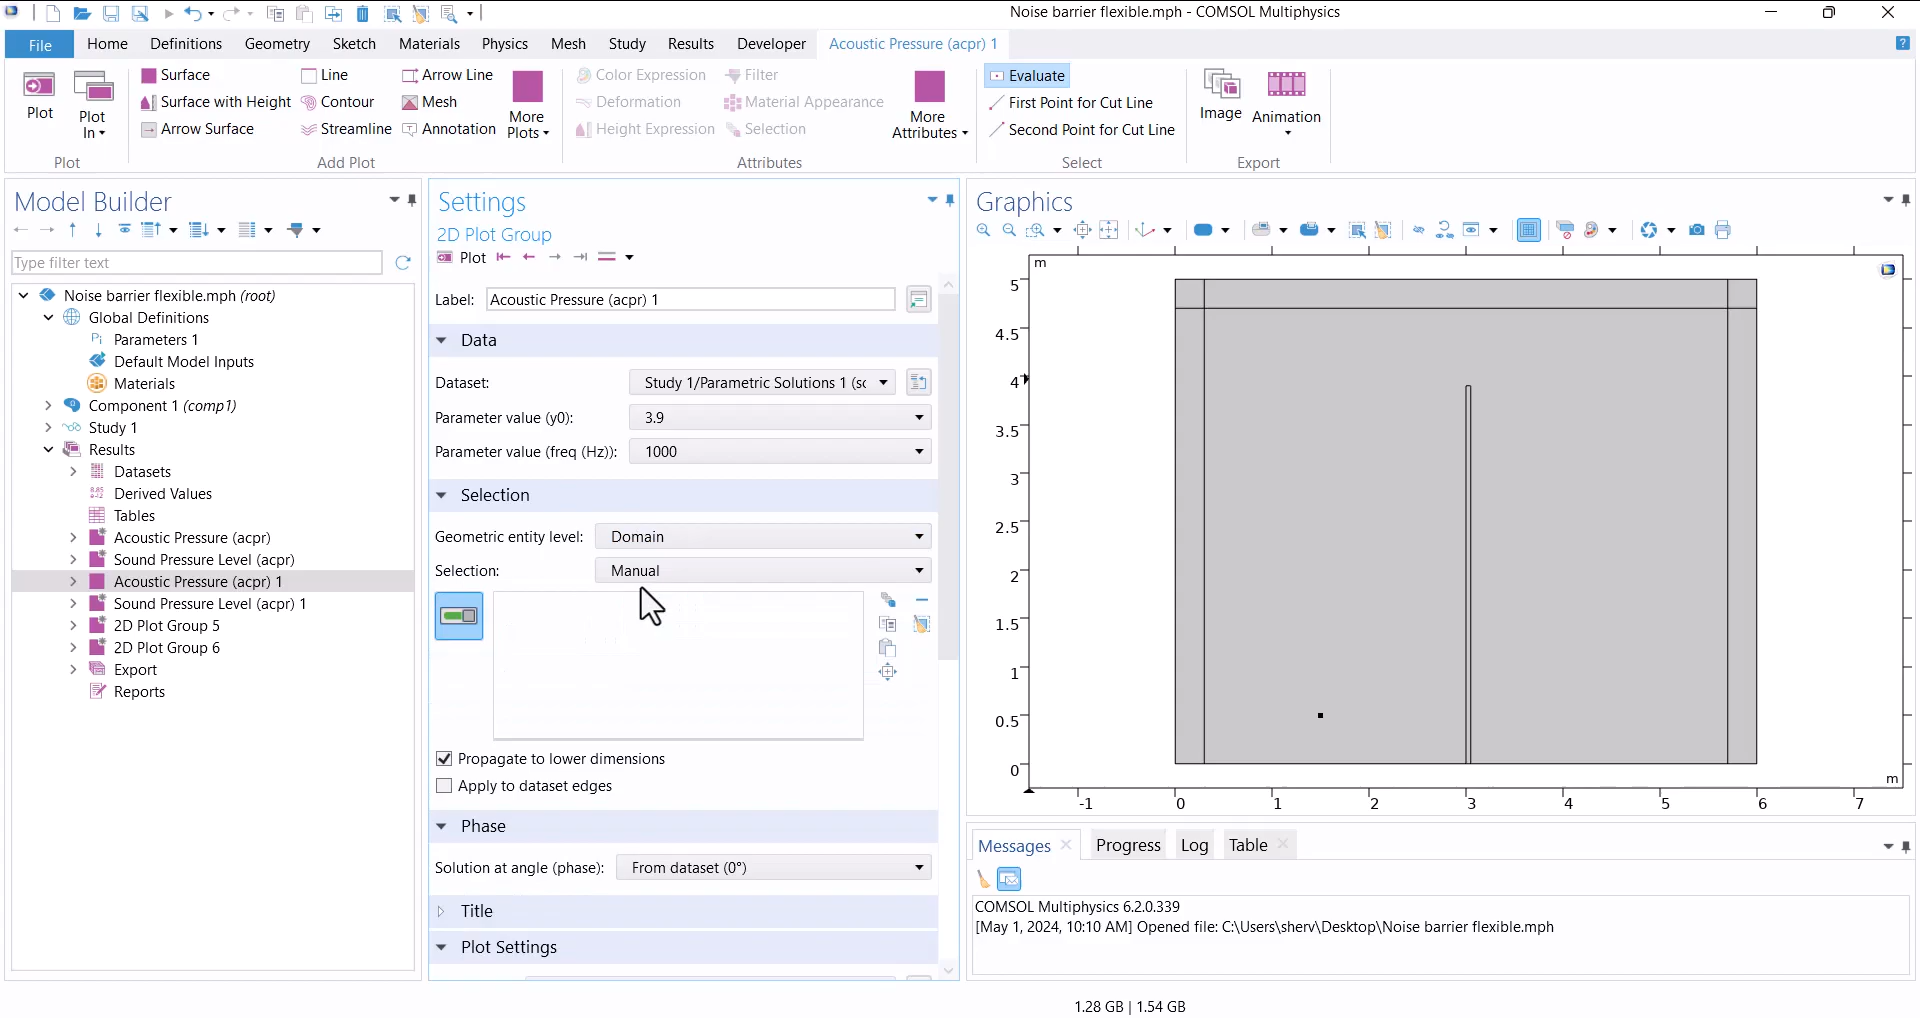 Noise barrier flexible.mph - COMSOL Multiphysics
File Home Definitions Geometry Sketch Materials Physics Mesh Study Results Developer Acoustic Pressure (acpr) 1
Plot
Plot In
Plot
Surface Line Arrow Line
Surface with Height Contour Mesh
Arrow Surface Streamline Annotation
More Plots
Add Plot
Color Expression Filter
Deformation Material Appearance
Height Expression Selection
More Attributes
Attributes
Evaluate
First Point for Cut Line
Second Point for Cut Line
Select
Image Animation
Export
Model Builder
Type filter text
Noise barrier flexible.mph (root)
Global Definitions
Pi Parameters 1
Default Model Inputs
Materials
Component 1 (comp1)
Study 1
Results
Datasets
8.85 e-12 Derived Values
Tables
Acoustic Pressure (acpr)
Sound Pressure Level (acpr)
Acoustic Pressure (acpr) 1
Sound Pressure Level (acpr) 1
2D Plot Group 5
2D Plot Group 6
Export
Reports
Settings
2D Plot Group
Plot
Label: Acoustic Pressure (acpr) 1
Data
Dataset: Study 1/Parametric Solutions 1 (sc
Parameter value (y0): 3.9
Parameter value (freq (Hz)): 1000
Selection
Geometric entity level: Domain
Selection: Manual
Propagate to lower dimensions
Apply to dataset edges
Phase
Solution at angle (phase): From dataset (0°)
Title
Plot Settings
Graphics
m
5
4.5
4
3.5
3
2.5
2
1.5
1
0.5
0
m
-1 0 1 2 3 4 5 6 7
Messages Progress Log Table
COMSOL Multiphysics 6.2.0.339
[May 1, 2024, 10:10 AM] Opened file: C:\Users\sherv\Desktop\Noise barrier flexible.mph
1.28 GB | 1.54 GB